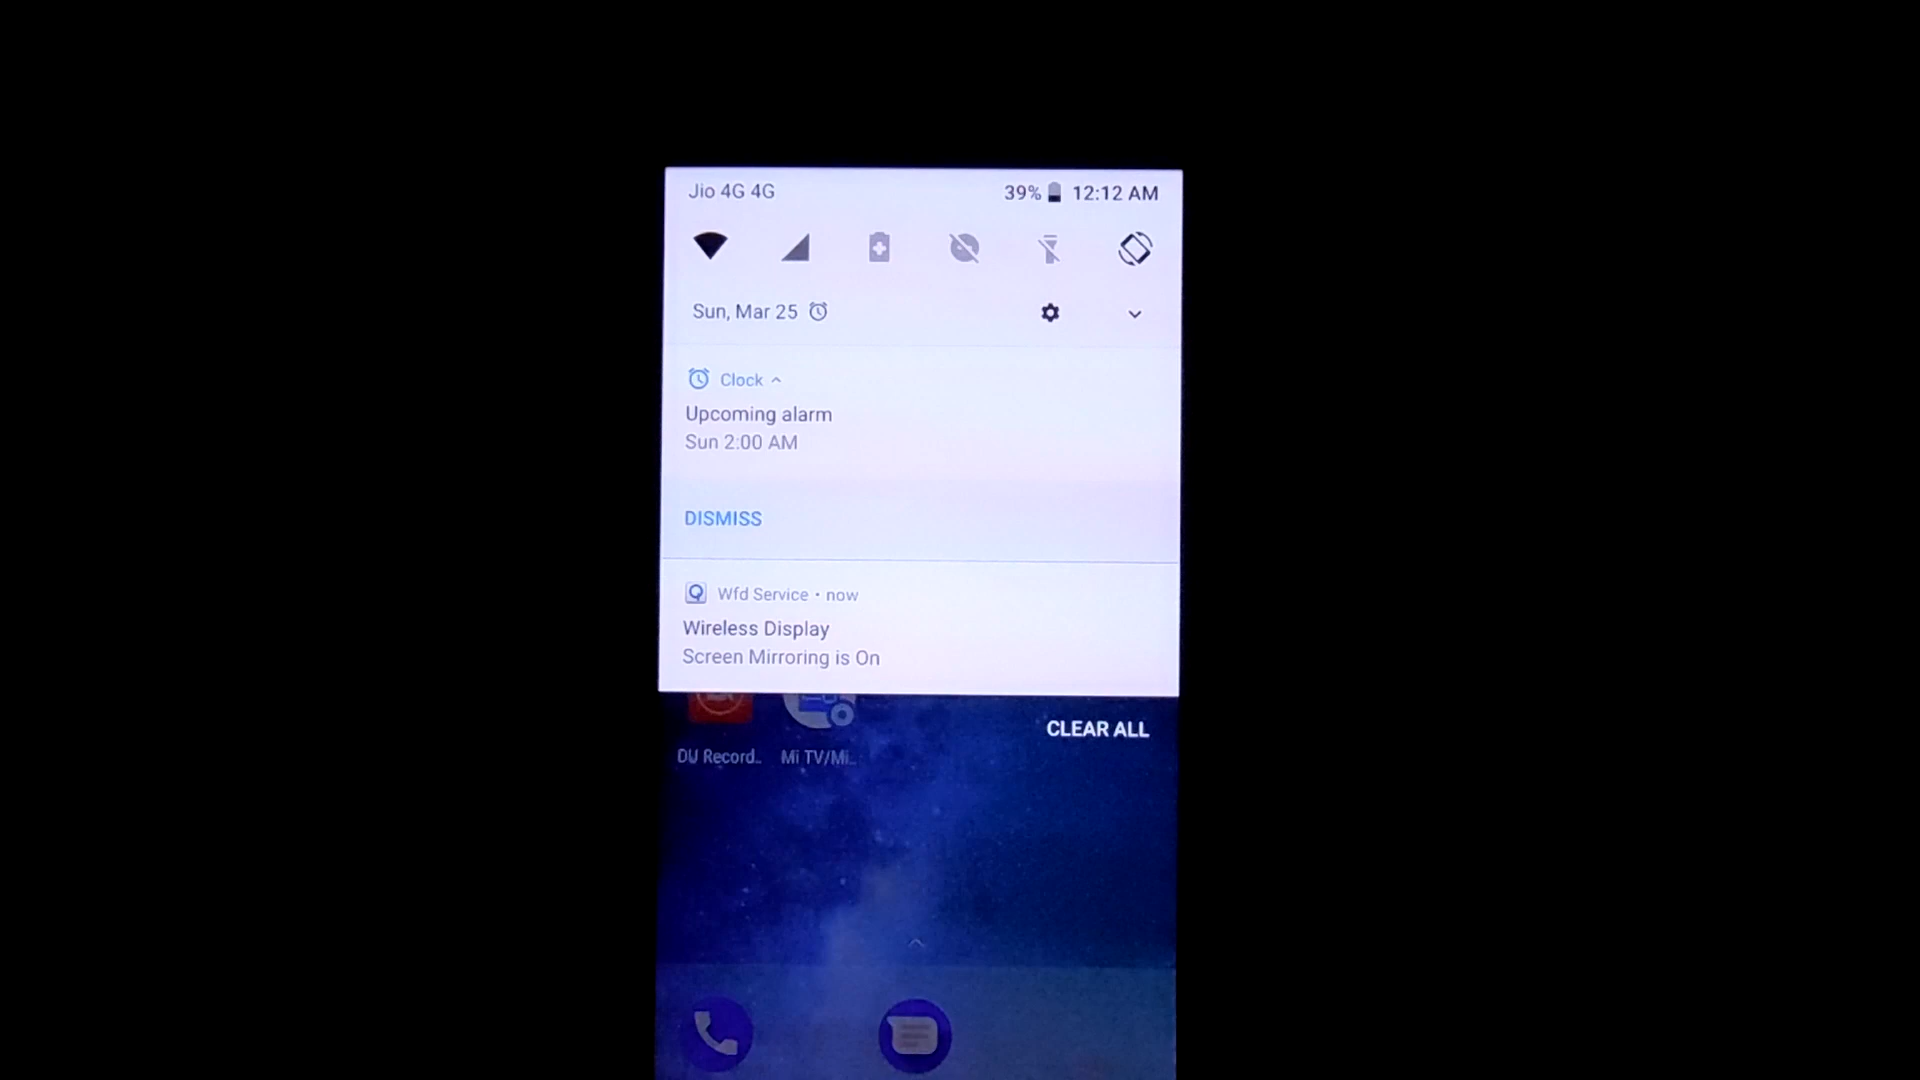 Jio 4G 4G 39% 12:12 AM
Sun, Mar 25
Clock
Upcoming alarm
Sun 2:00 AM
DISMISS
Wfd Service • now
Wireless Display
Screen Mirroring is On
CLEAR ALL
DU Record.. Mi TV/Mi..